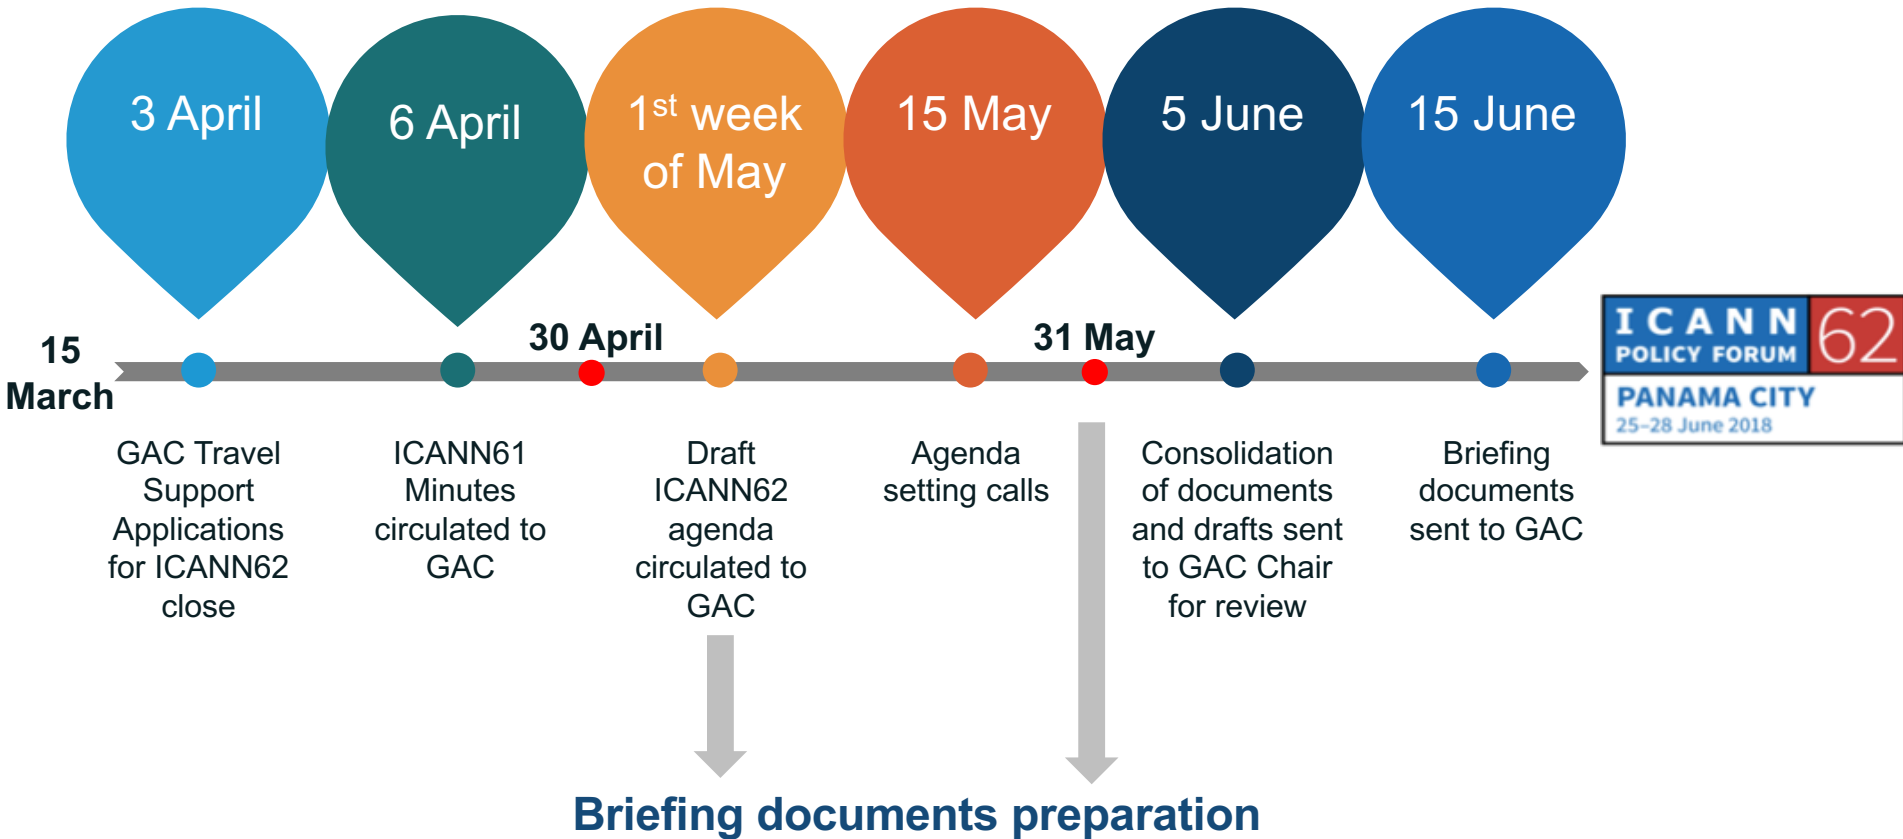 3 April
6 April
1st week
of May
15 May
5 June
15 June
15
March
30 April
31 May
ICANN
POLICY FORUM
62
PANAMA CITY
25–28 June 2018
GAC Travel
Support
Applications
for ICANN62
close
ICANN61
Minutes
circulated to
GAC
Draft
ICANN62
agenda
circulated to
GAC
Agenda
setting calls
Consolidation
of documents
and drafts sent
to GAC Chair
for review
Briefing
documents
sent to GAC
Briefing documents preparation